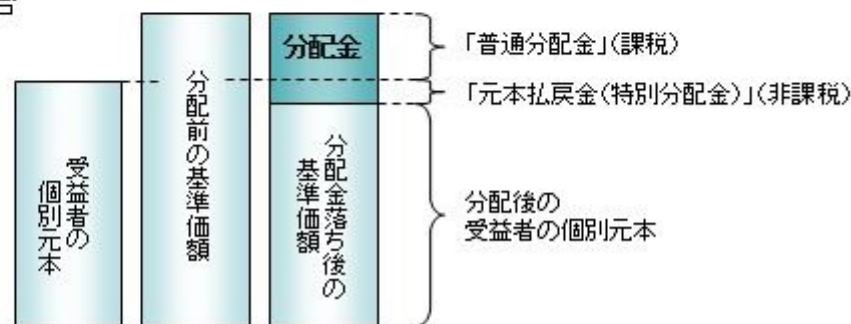 受益者の
個別元本
分配前の基準価額
分配金
分配金落ち後の
基準価額
「普通分配金」(課税)
「元本払戻金(特別分配金)」(非課税)
分配後の
受益者の個別元本